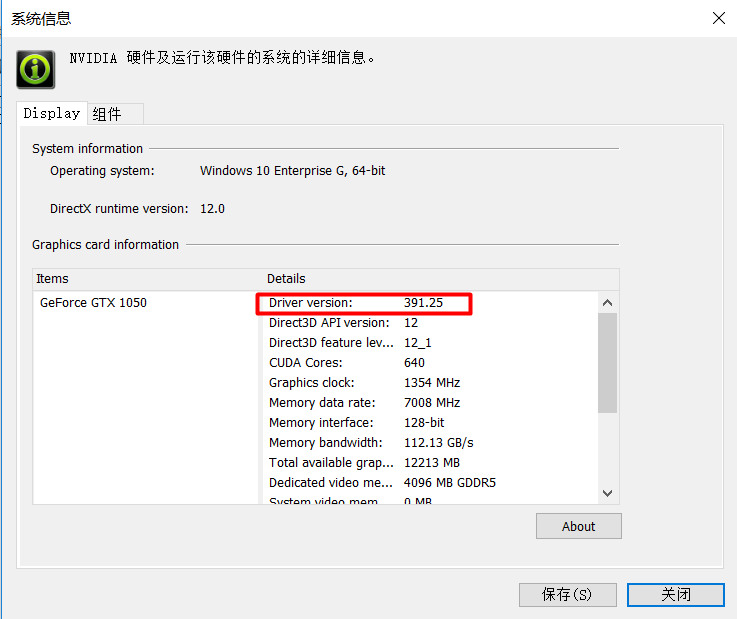 系统信息
NVIDIA 硬件及运行该硬件的系统的详细信息。
Display 组件
System information
Operating system: Windows 10 Enterprise G, 64-bit
DirectX runtime version: 12.0
Graphics card information
Items Details
GeForce GTX 1050 Driver version: 391.25
Direct3D API version: 12
Direct3D feature lev... 12_1
CUDA Cores: 640
Graphics clock: 1354 MHz
Memory data rate: 7008 MHz
Memory interface: 128-bit
Memory bandwidth: 112.13 GB/s
Total available grap... 12213 MB
Dedicated video me... 4096 MB GDDR5
System video mem... 0 MB
About
保存(S) 关闭